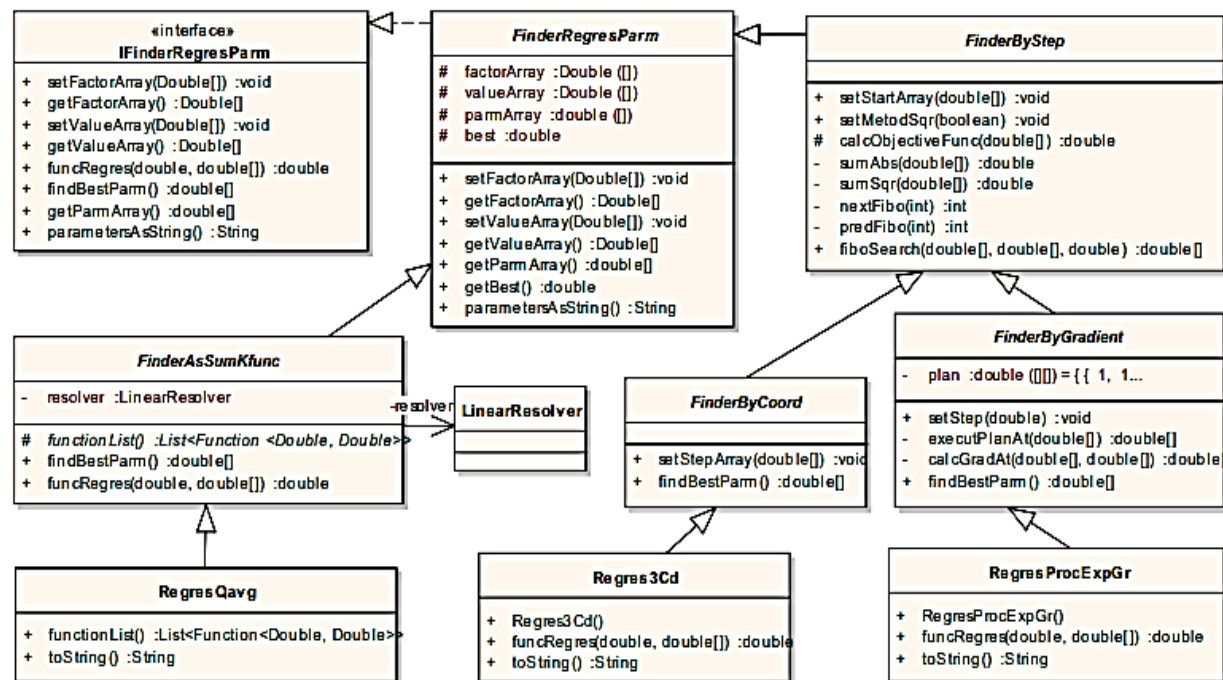 «interface»
IFinderRegresParm
+ setFactorArray(Double[]) :void
+ getFactorArray() :Double[]
+ setValueArray(Double[]) :void
+ getValueArray() :Double[]
+ funcRegres(double, double[]) :double
+ findBestParm() :double[]
+ getParmArray() :double[]
+ parametersAsString() :String
FinderRegresParm
# factorArray :Double ([])
# valueArray :Double ([])
# parmArray :double ([])
# best :double
+ setFactorArray(Double[]) :void
+ getFactorArray() :Double[]
+ setValueArray(Double[]) :void
+ getValueArray() :Double[]
+ getParmArray() :double[]
+ getBest() :double
+ parametersAsString() :String
FinderByStep
+ setStartArray(double[]) :void
+ setMetodSqr(boolean) :void
# calcObjectiveFunc(double[]) :double
- sumAbs(double[]) :double
- sumSqr(double[]) :double
- nextFibo(int) :int
- predFibo(int) :int
+ fiboSearch(double[], double[], double) :double[]
FinderAsSumKfunc
- resolver :LinearResolver
# functionList() :List<Function <Double, Double>>
+ findBestParm() :double[]
+ funcRegres(double, double[]) :double
-resolver
LinearResolver
FinderByCoord
+ setStepArray(double[]) :void
+ findBestParm() :double[]
FinderByGradient
- plan :double ([][]) = { { 1, 1...
+ setStep(double) :void
- executPlanAt(double[]) :double[]
- calcGradAt(double[], double[]) :double[
+ findBestParm() :double[]
RegresQavg
+ functionList() :List<Function<Double, Double>>
+ toString() :String
Regres3Cd
+ Regres3Cd()
+ funcRegres(double, double[]) :double
+ toString() :String
RegresProcExpGr
+ RegresProcExpGr()
+ funcRegres(double, double[]) :double
+ toString() :String